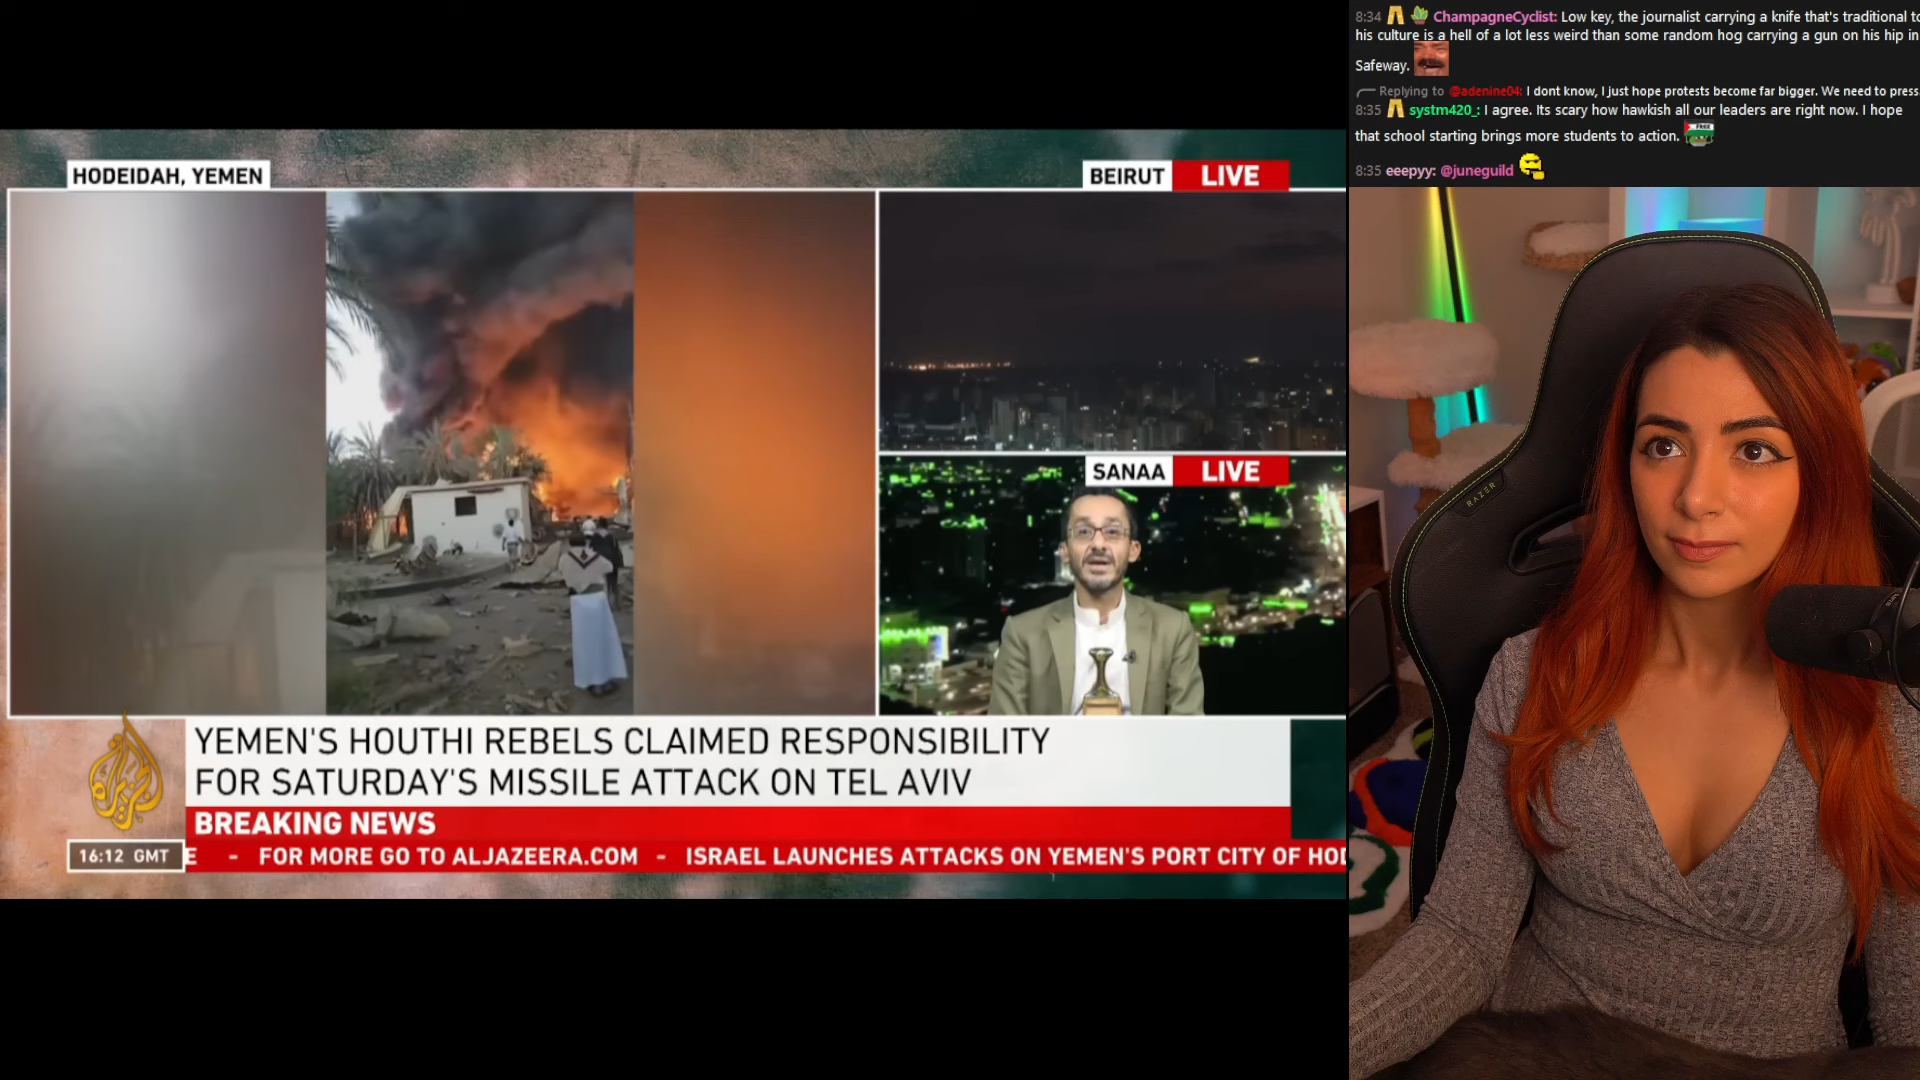 HODEIDAH, YEMEN
BEIRUT LIVE
SANAA LIVE
YEMEN'S HOUTHI REBELS CLAIMED RESPONSIBILITY
FOR SATURDAY'S MISSILE ATTACK ON TEL AVIV
BREAKING NEWS
16:12 GMT E - FOR MORE GO TO ALJAZEERA.COM - ISRAEL LAUNCHES ATTACKS ON YEMEN'S PORT CITY OF HOD
8:34 ChampagneCyclist: Low key, the journalist carrying a knife that's traditional to
his culture is a hell of a lot less weird than some random hog carrying a gun on his hip in
Safeway.
Replying to @adenine04: I dont know, I just hope protests become far bigger. We need to press
8:35 systm420_: I agree. Its scary how hawkish all our leaders are right now. I hope
that school starting brings more students to action. FREE
8:35 eeepyy: @juneguild
RAZER